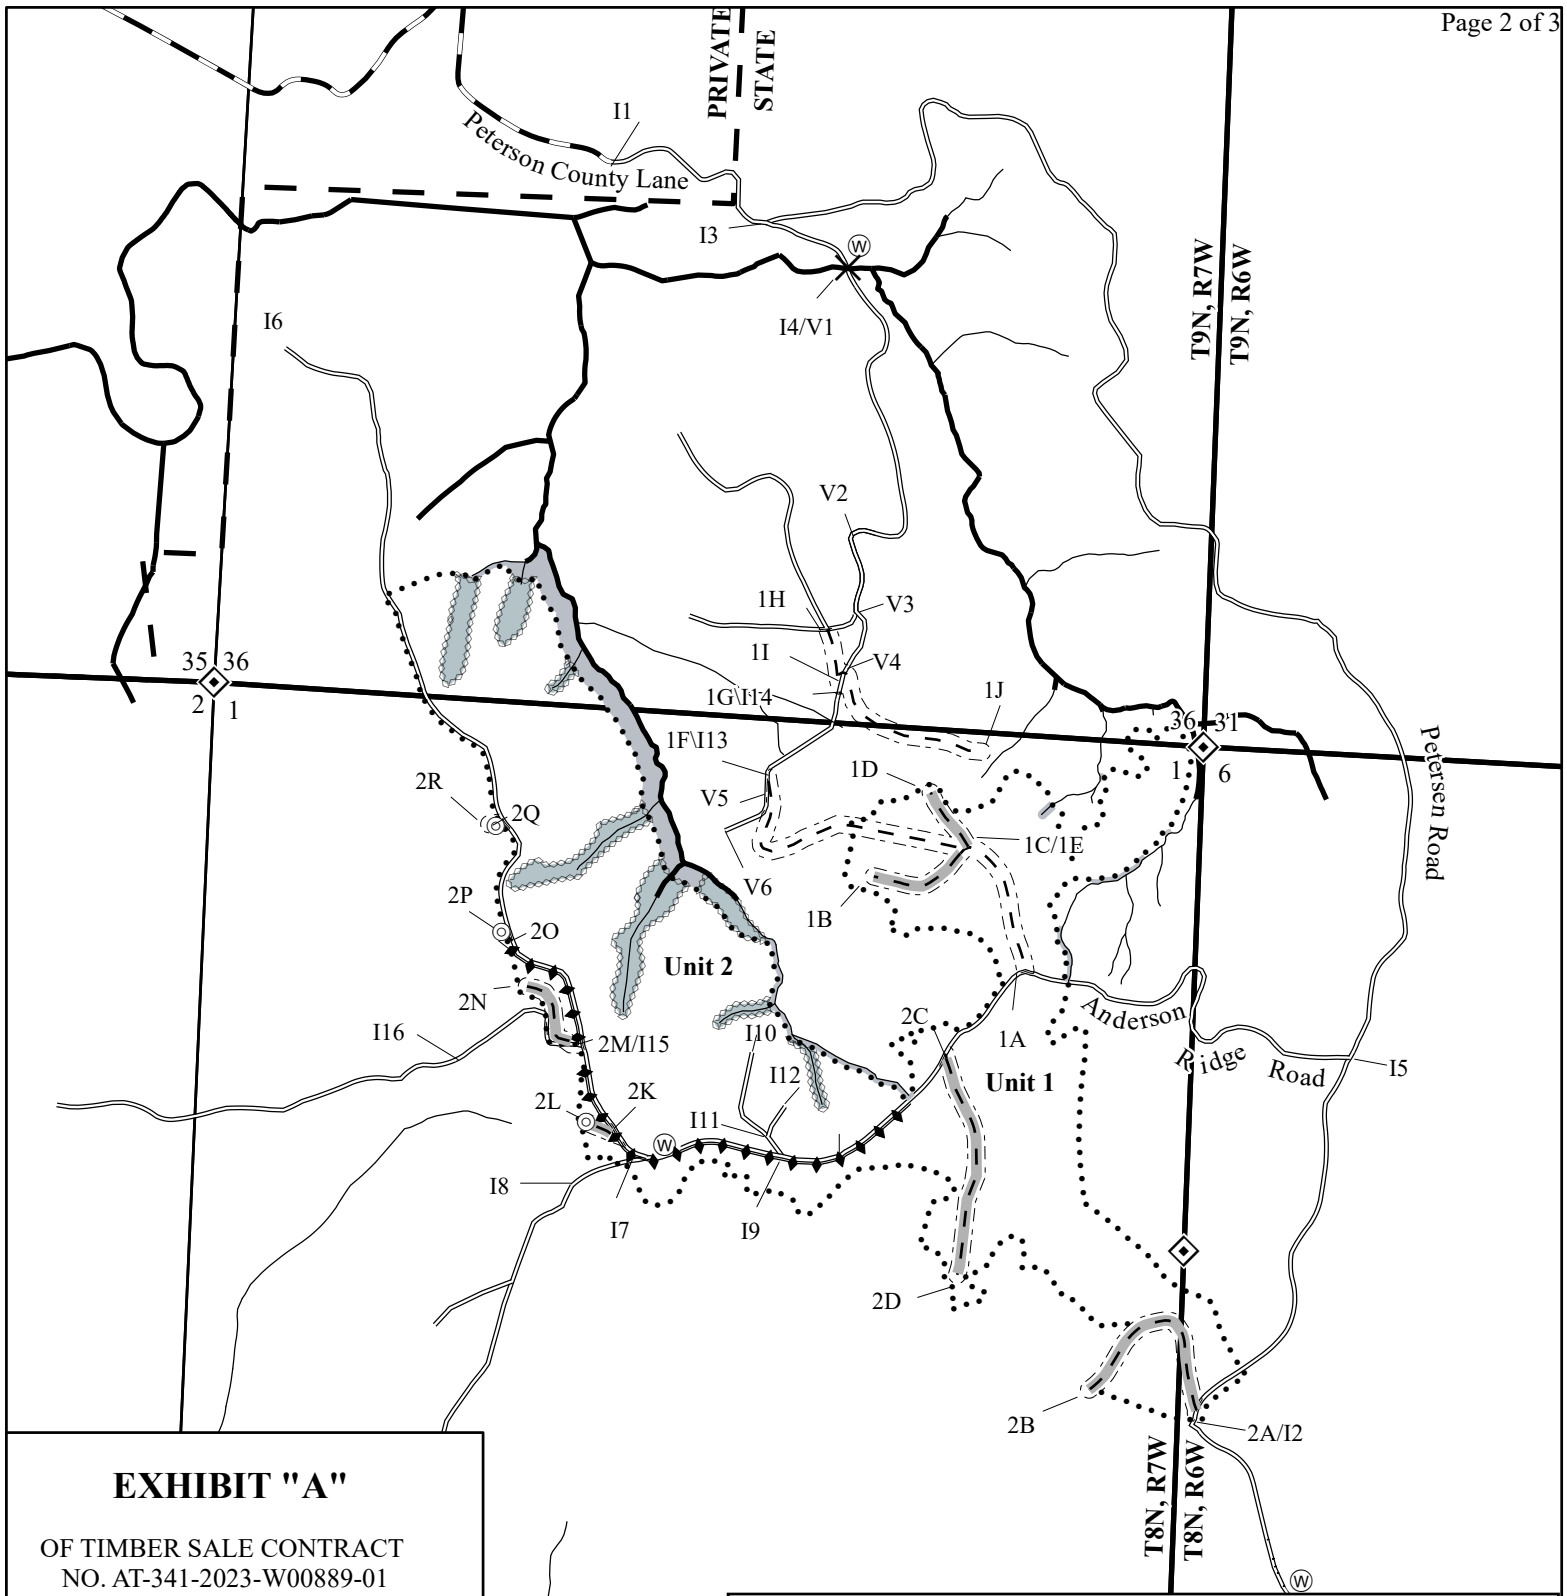 Page 2 of 3
PRIVATE
STATE
I1
Peterson County Lane
I3
W
T9N, R7W
T9N, R6W
I6
I4/V1
V2
1H
V3
1I
V4
35 36
2 1
1G\I14
1J
36 31
1 6
1F\I13
Petersen Road
2R
2Q
V5
1D
1C/1E
V6
2P
1B
2O
Unit 2
2N
2C
Anderson
I16
I10
1A
2M/I15
Ridge
I12
Unit 1
Road
I5
2L
2K
I11
W
I8
I7
I9
2D
2B
2A/I2
T8N, R7W
T8N, R6W
EXHIBIT "A"
OF TIMBER SALE CONTRACT
NO. AT-341-2023-W00889-01
W